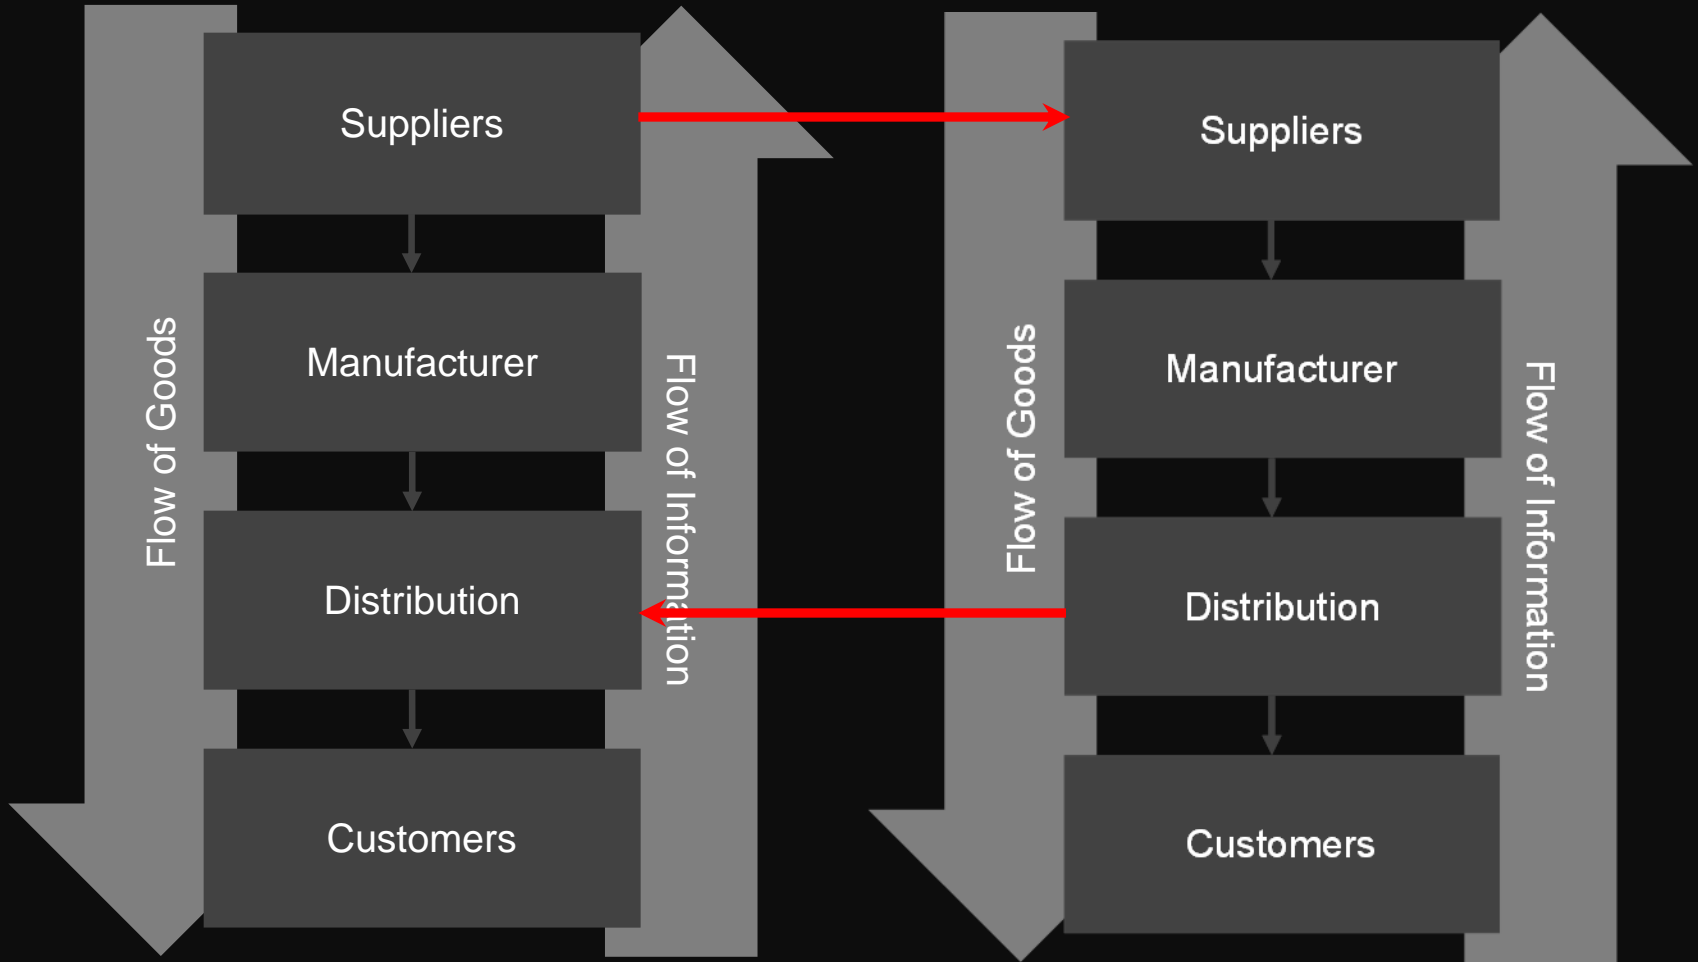 Suppliers
Manufacturer
Distribution
Customers
Flow of Goods
Flow of Information
Suppliers
Manufacturer
Distribution
Customers
Flow of Goods
Flow of Information